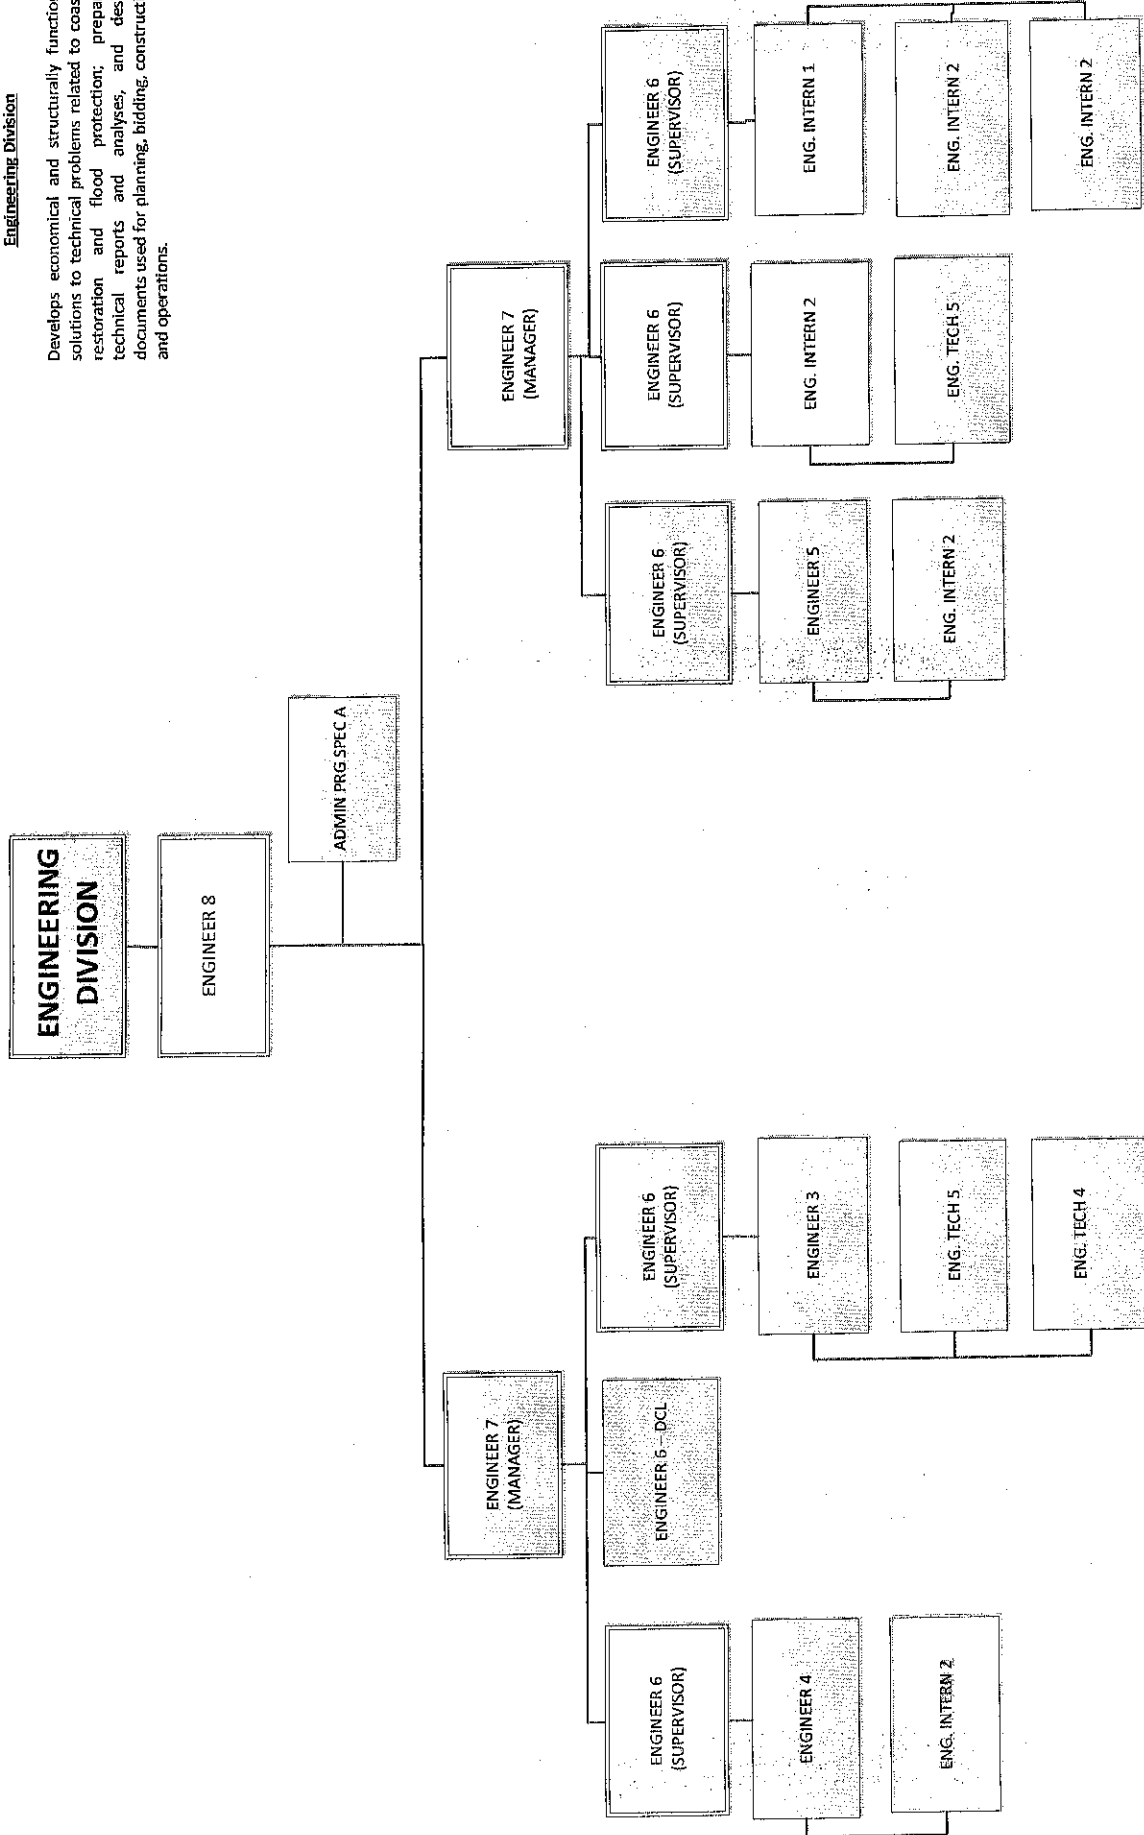 Engineering Division
Develops economical and structurally function
solutions to technical problems related to coas
restoration and flood protection; prepa
technical reports and analyses, and des
documents used for planning, bidding, constructi
and operations.
ENGINEERING
DIVISION
ENGINEER 8
ADMIN PRG SPEC A
ENGINEER 7
(MANAGER)
ENGINEER 7
(MANAGER)
ENGINEER 6
(SUPERVISOR)
ENGINEER 6 – DCL
ENGINEER 6
(SUPERVISOR)
ENGINEER 6
(SUPERVISOR)
ENGINEER 6
(SUPERVISOR)
ENGINEER 6
(SUPERVISOR)
ENGINEER 4
ENGINEER 3
ENGINEER 5
ENG. INTERN 2
ENG. INTERN 1
ENG. INTERN 2
ENG. TECH 5
ENG. INTERN 2
ENG. TECH 5
ENG. INTERN 2
ENG. TECH 4
ENG. INTERN 2